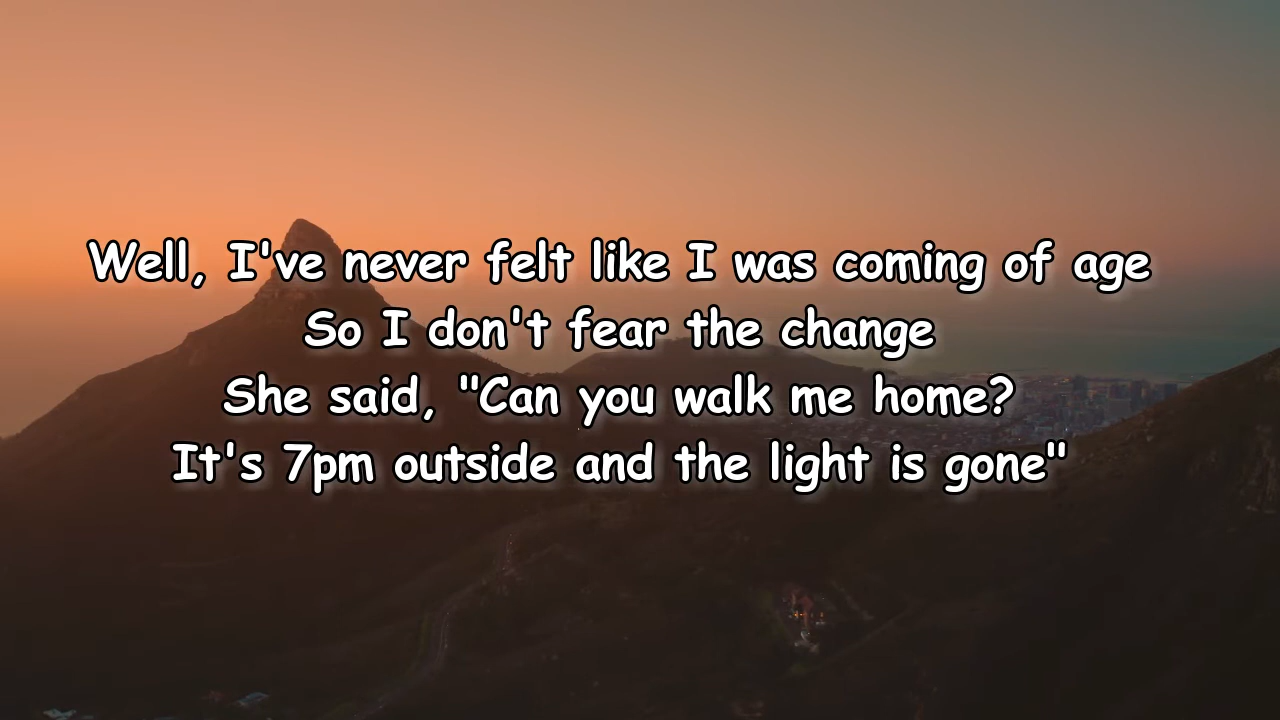 Well, I've never felt like I was coming of age
So I don't fear the change
She said, "Can you walk me home?
It's 7pm outside and the light is gone"